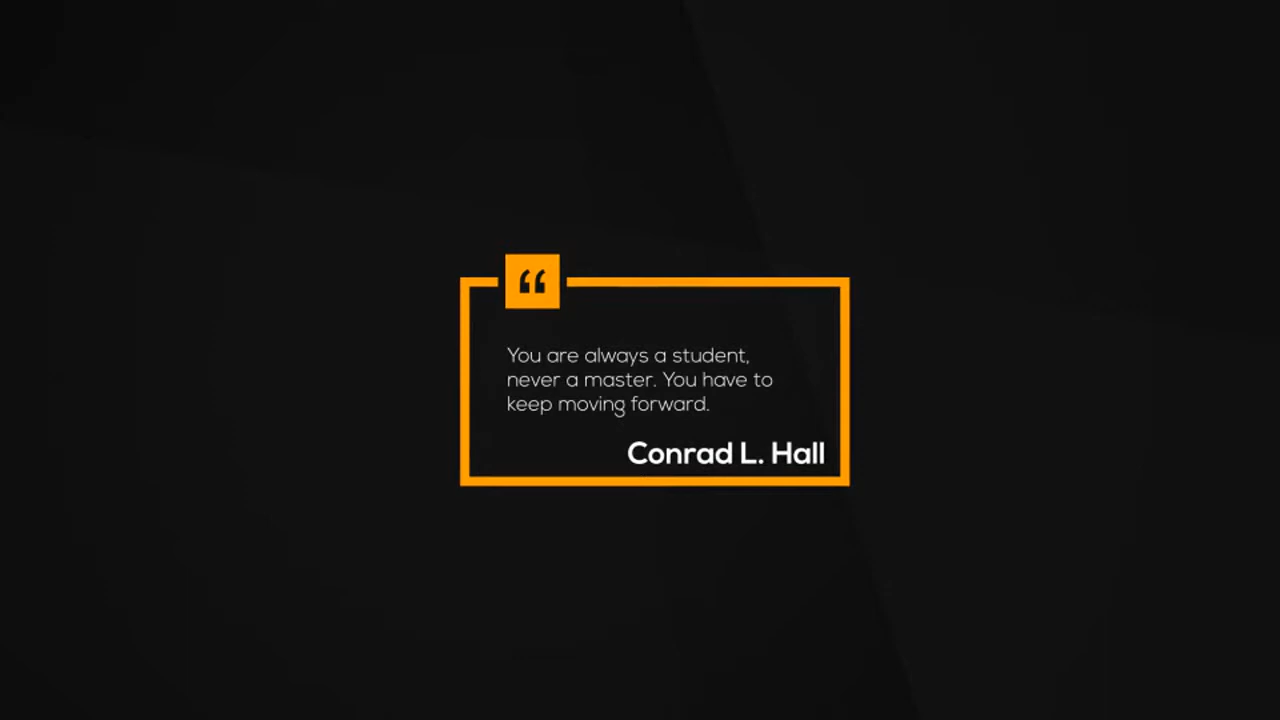 “
You are always a student,
never a master. You have to
keep moving forward.
Conrad L. Hall